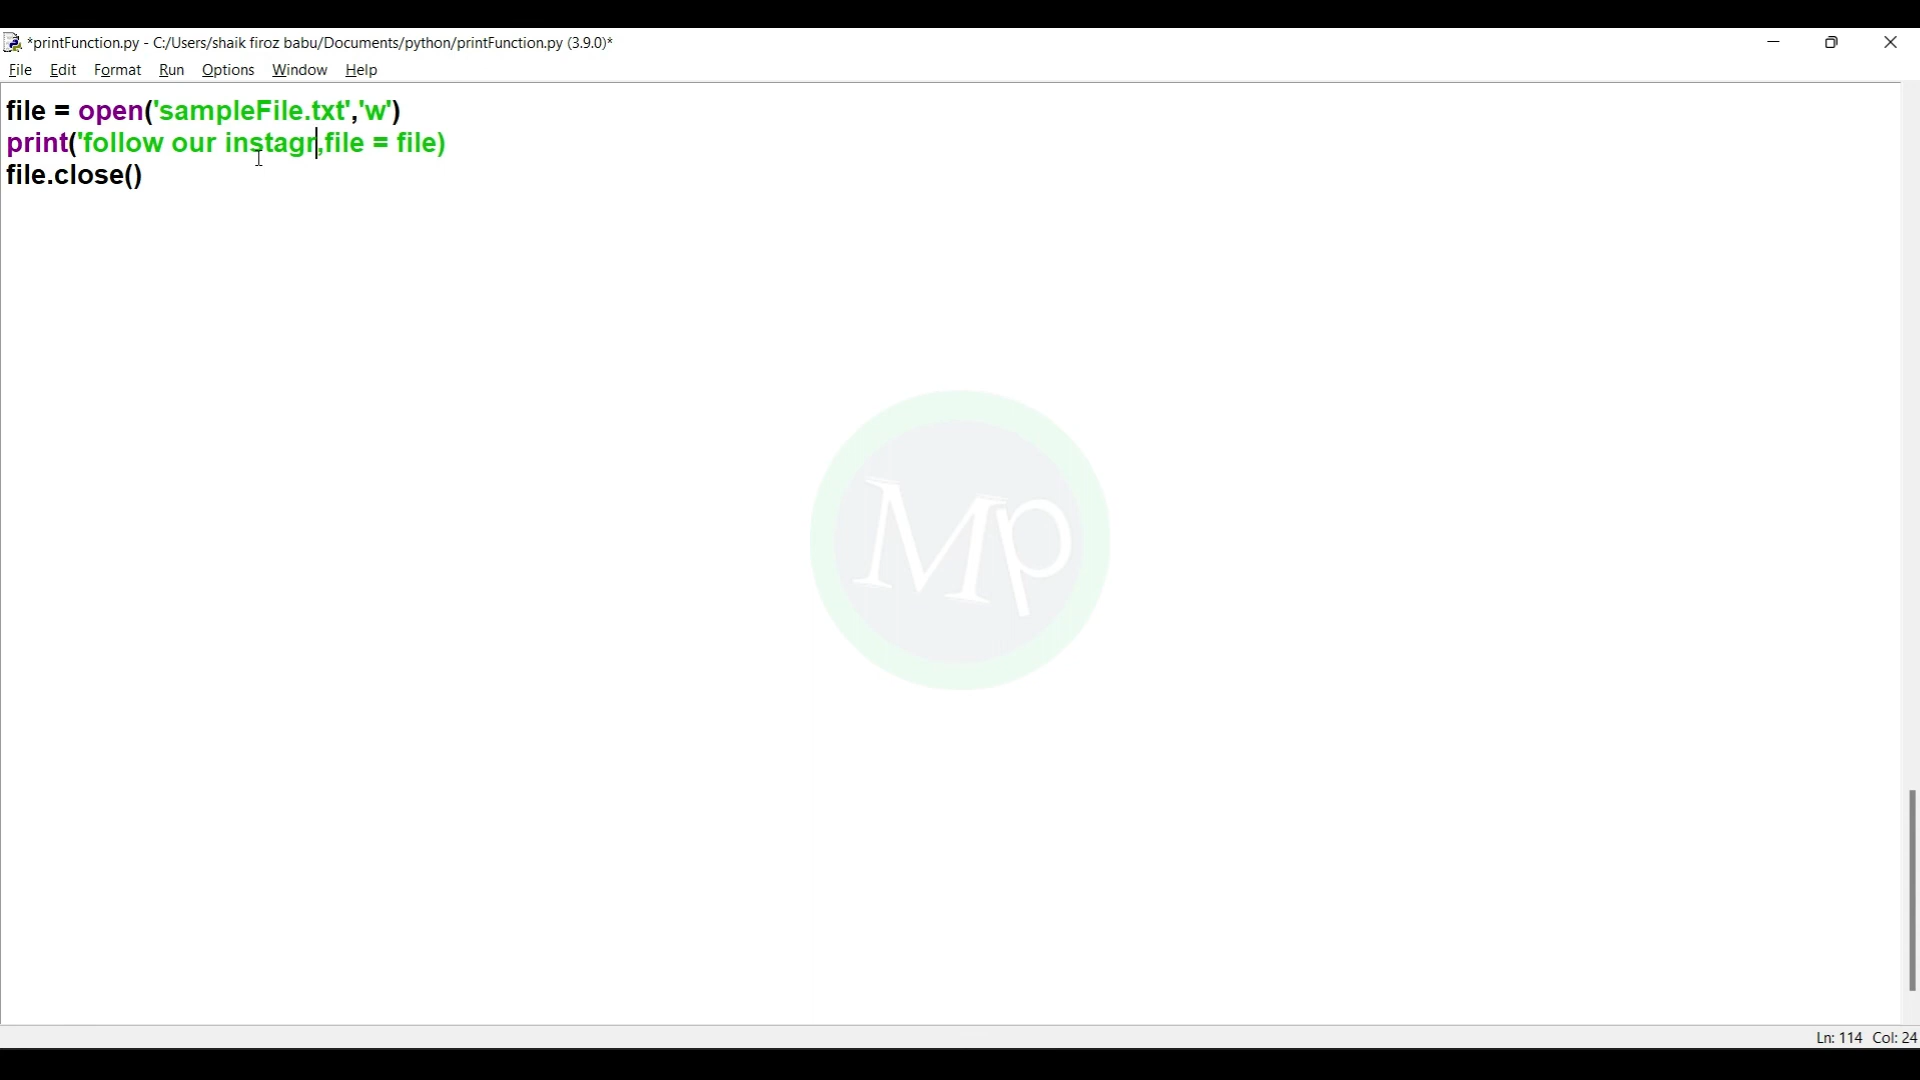 *printFunction.py - C:/Users/shaik firoz babu/Documents/python/printFunction.py (3.9.0)*
File Edit Format Run Options Window Help
file = open('sampleFile.txt','w')
print('follow our instagr,file = file)
file.close()
Mp
Ln: 114 Col: 24